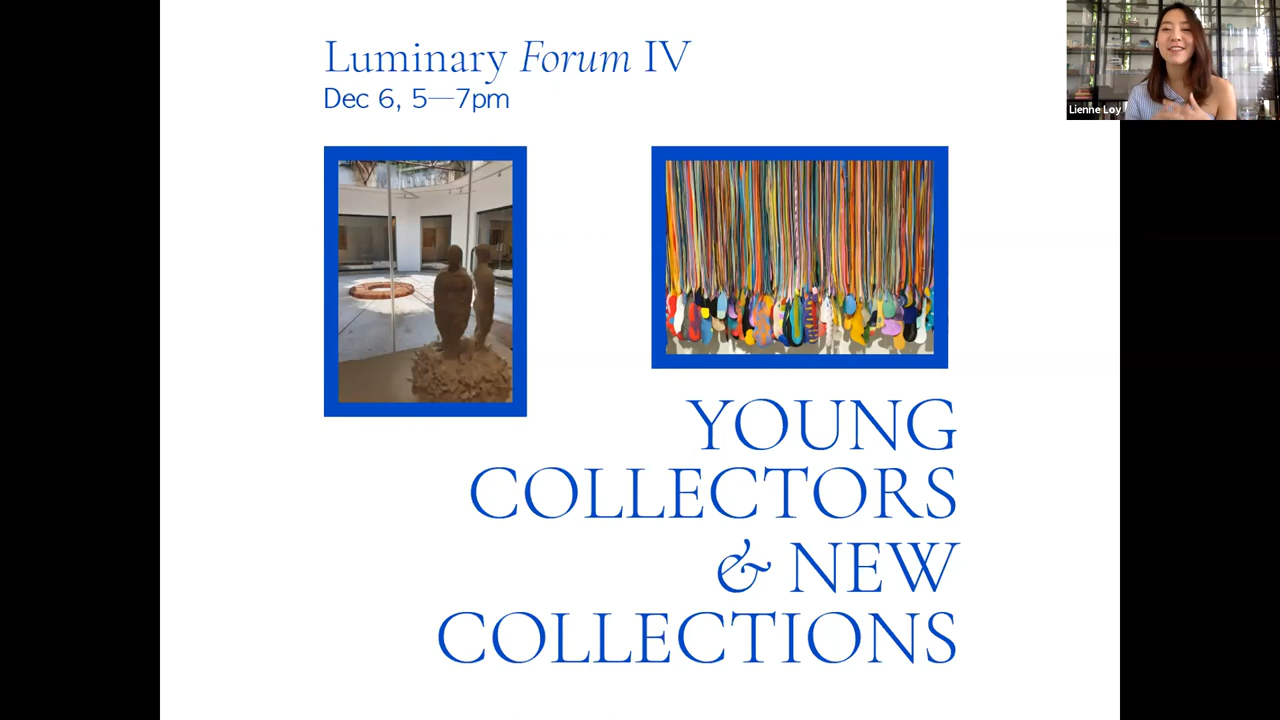 Luminary Forum IV
Dec 6, 5—7pm
Lienne Loy
YOUNG
COLLECTORS
& NEW
COLLECTIONS